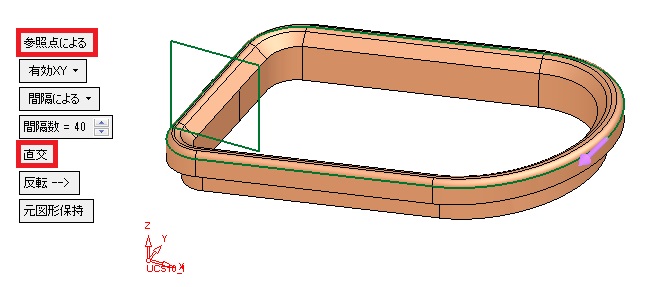 参照点による
有効XY
間隔による
間隔数 = 40
直交
反転 -->
元図形保持
Z
Y
X